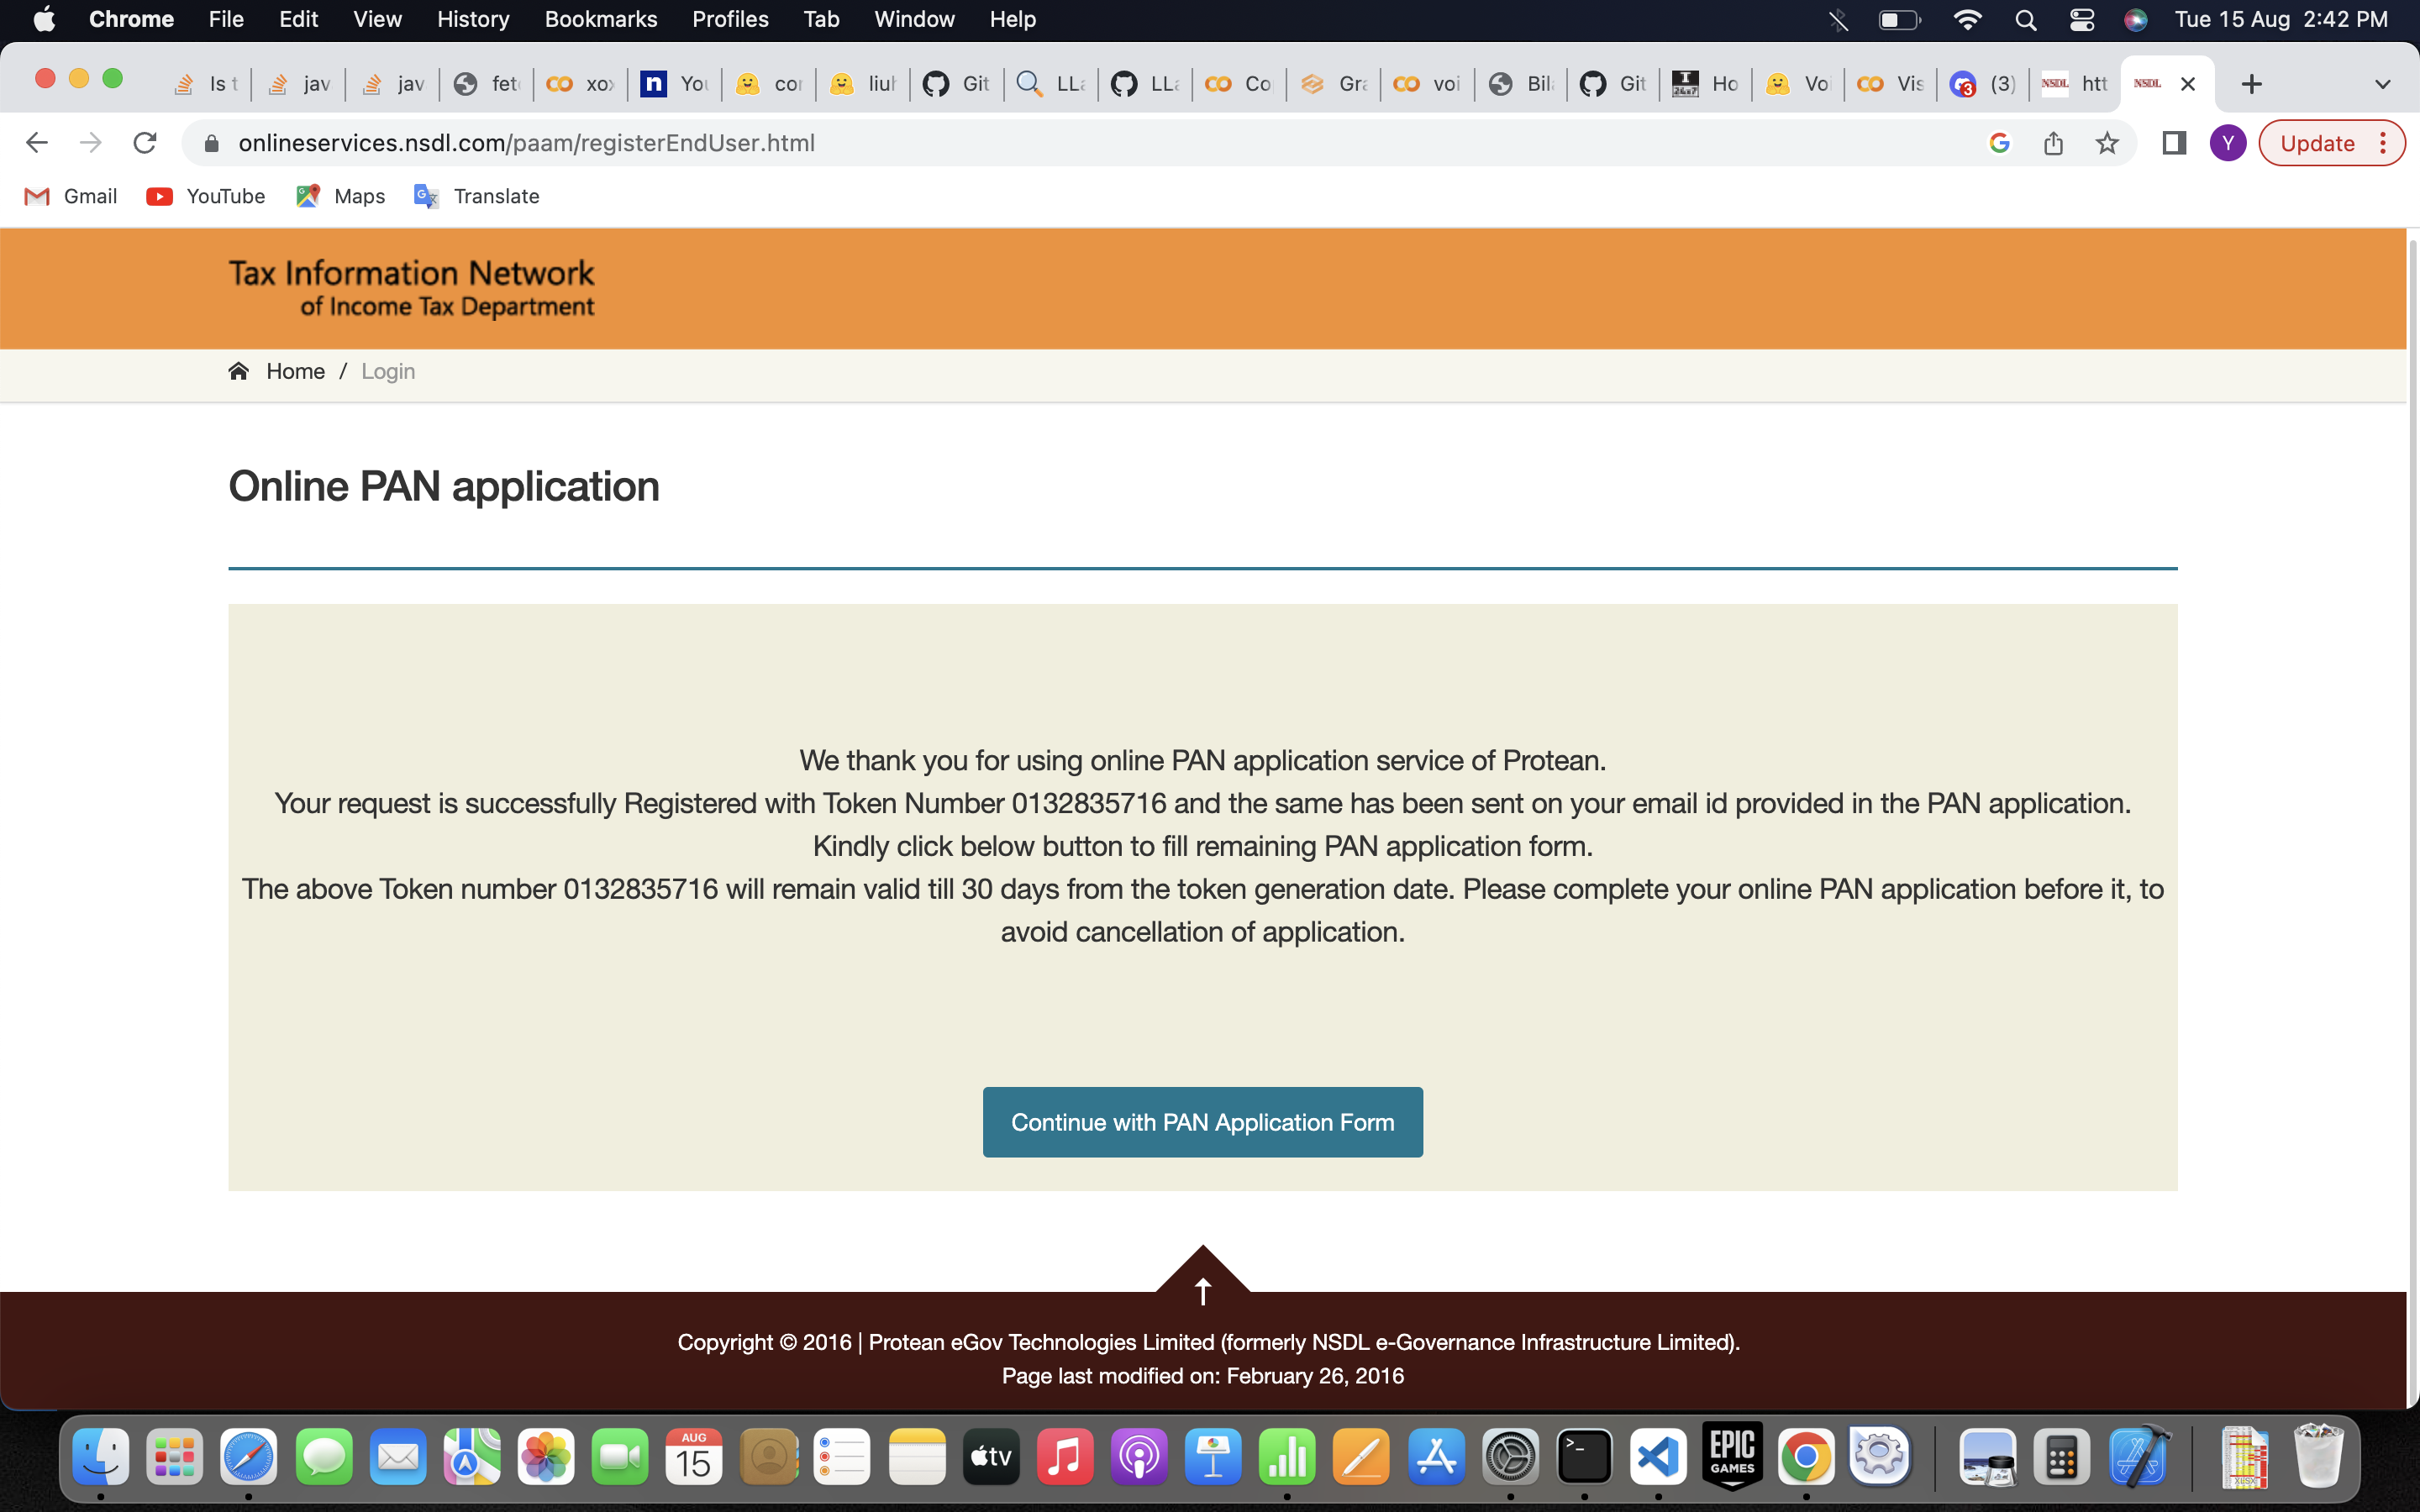 Chrome File Edit View History Bookmarks Profiles Tab Window Help Tue 15 Aug 2:42 PM
Is t jav jav fet xox n You cor liuh Git LLa LLa Co Gra voi Bila Git Ho Voi Vis (3) htt
onlineservices.nsdl.com/paam/registerEndUser.html Y Update
Gmail YouTube Maps Translate
Tax Information Network
of Income Tax Department
Home / Login
Online PAN application
We thank you for using online PAN application service of Protean.
Your request is successfully Registered with Token Number 0132835716 and the same has been sent on your email id provided in the PAN application.
Kindly click below button to fill remaining PAN application form.
The above Token number 0132835716 will remain valid till 30 days from the token generation date. Please complete your online PAN application before it, to
avoid cancellation of application.
Continue with PAN Application Form
Copyright © 2016 | Protean eGov Technologies Limited (formerly NSDL e-Governance Infrastructure Limited).
Page last modified on: February 26, 2016
AUG
15
tv
EPIC
GAMES
XLSX